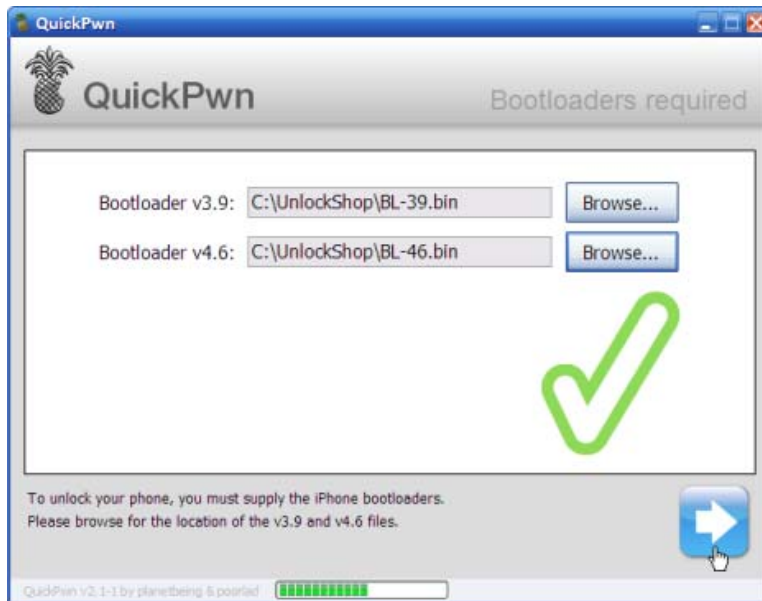 QuickPwn
QuickPwn
Bootloaders required
Bootloader v3.9: C:\UnlockShop\BL-39.bin Browse...
Bootloader v4.6: C:\UnlockShop\BL-46.bin Browse...
To unlock your phone, you must supply the iPhone bootloaders.
Please browse for the location of the v3.9 and v4.6 files.
QuickPwn v2.1-1 by planetbeing & poorlad